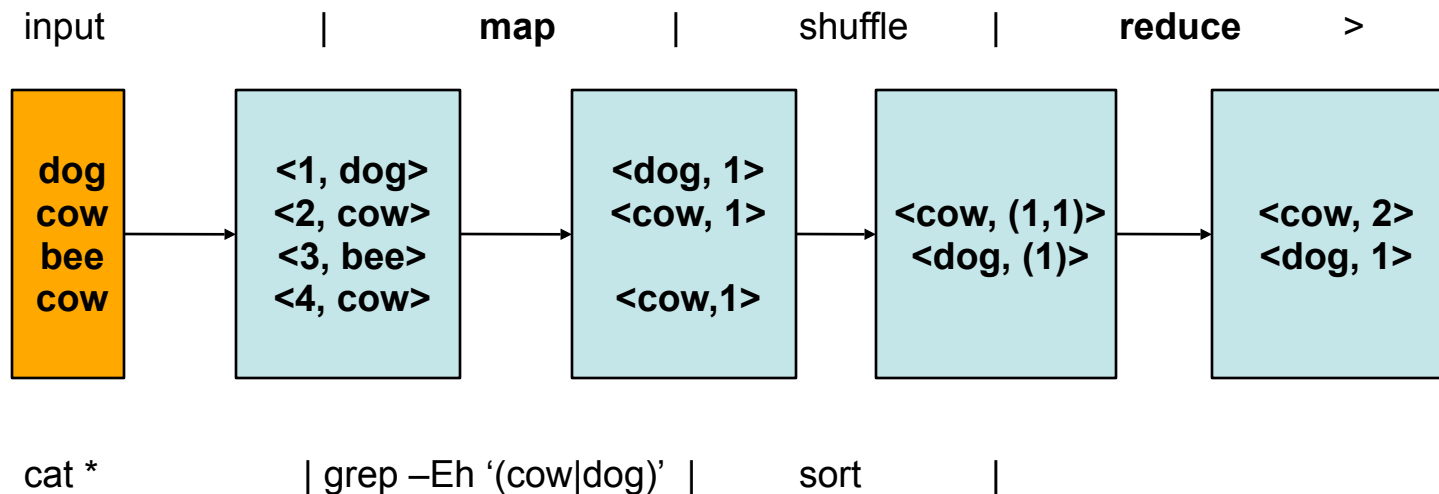 input | map | shuffle | reduce >
dog
cow
bee
cow
<1, dog>
<2, cow>
<3, bee>
<4, cow>
<dog, 1>
<cow, 1>
<cow,1>
<cow, (1,1)>
<dog, (1)>
<cow, 2>
<dog, 1>
cat * | grep –Eh ‘(cow|dog)’ | sort |